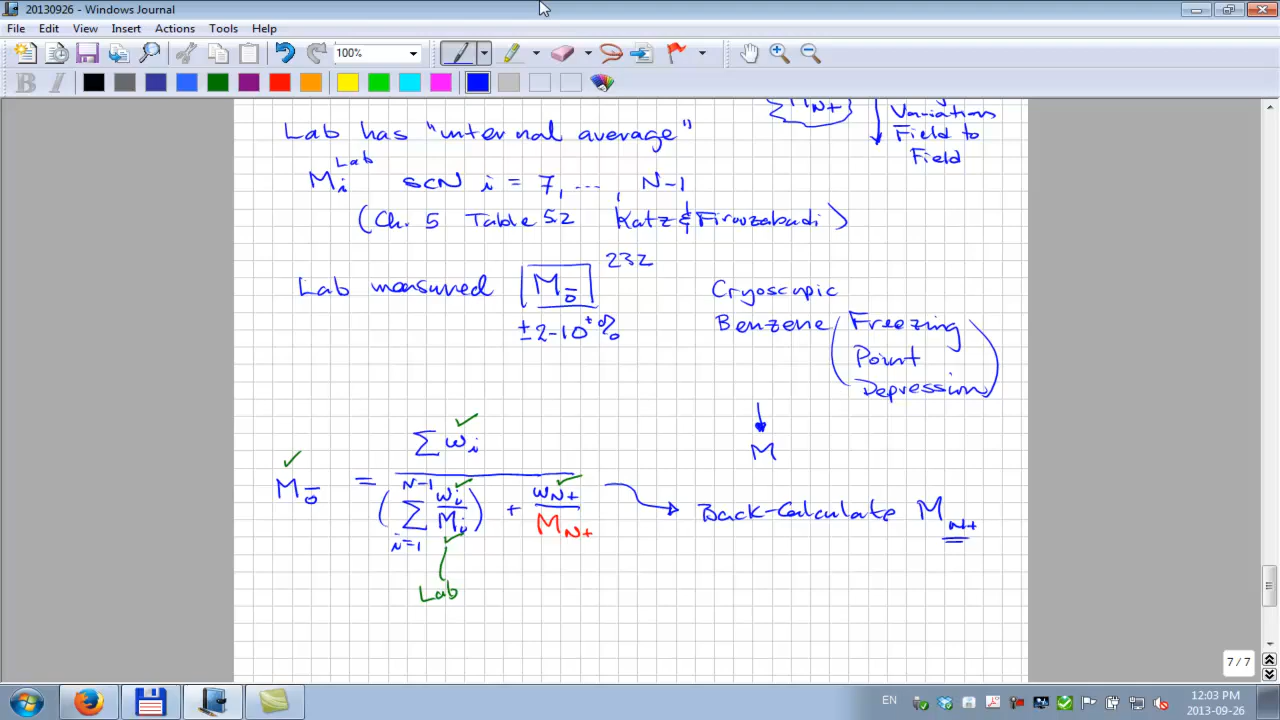 20130926 - Windows Journal
File Edit View Insert Actions Tools Help
100%
B I
MN+
Variations
Field to
Field
Lab has "internal average"
Mi Lab SCN i = 7, ..., N-1
(Ch. 5 Table 5.2 Katz & Firoozabadi)
Lab measured Mō 232
± 2-10+%
Cryoscopic
Benzene (Freezing
Point
Depression)
M
Mō = Σ wi
(Σ N-1 i=1 wi/Mi) + wN+/MN+
Back-Calculate MN+
Lab
7 / 7
EN
12:03 PM
2013-09-26